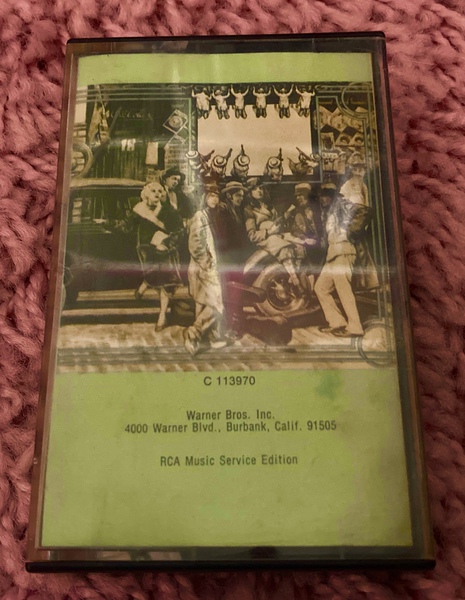 C 113970
Warner Bros. Inc.
4000 Warner Blvd., Burbank, Calif. 91505
RCA Music Service Edition